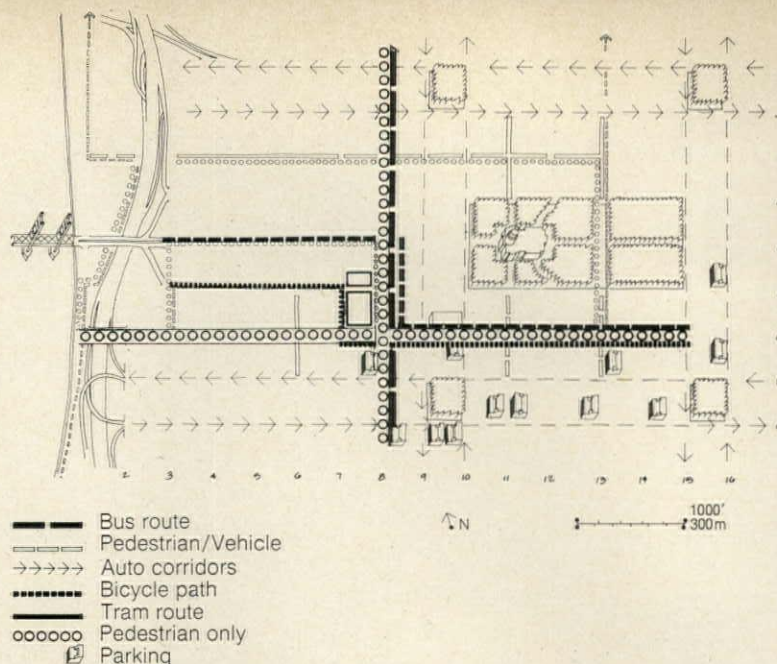 2 3 4 5 6 7 8 9 10 11 12 13 14 15 16
Bus route
Pedestrian/Vehicle
Auto corridors
Bicycle path
Tram route
Pedestrian only
Parking
N
1000'
300m